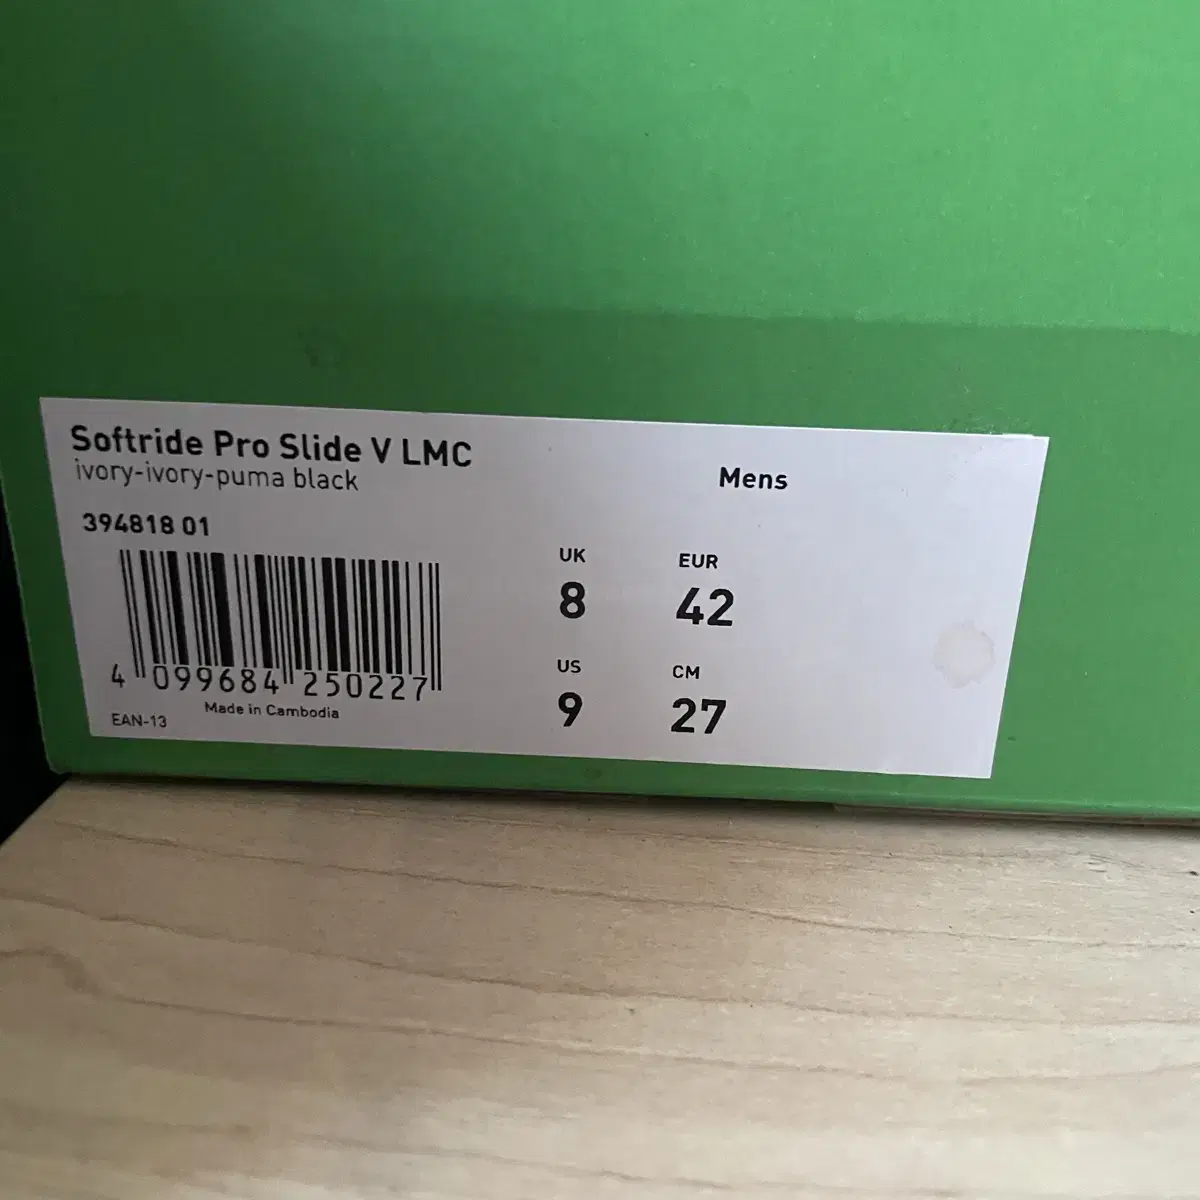 Softride Pro Slide V LMC
ivory-ivory-puma black
Mens
394818 01
UK
EUR
8
42
US
CM
9
27
4 099684 250227
Made in Cambodia
EAN-13